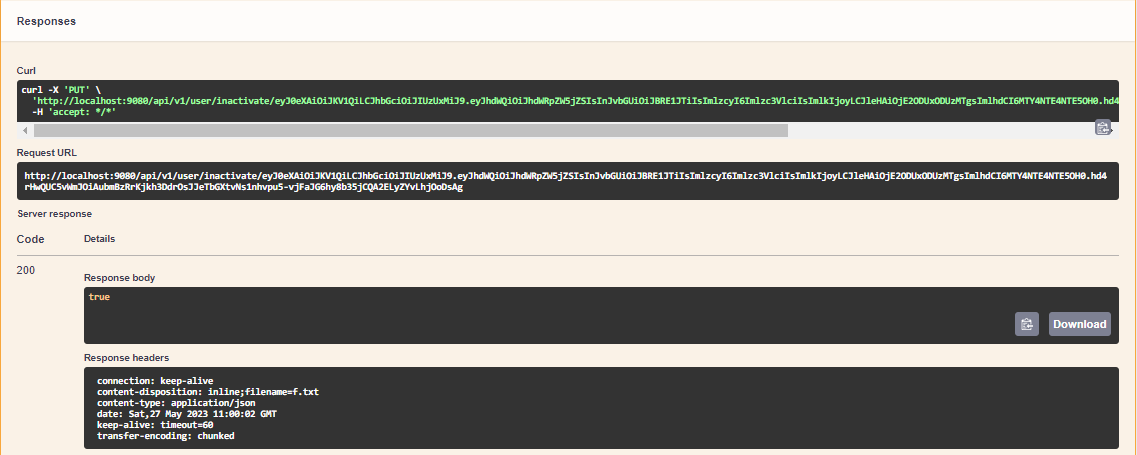 Responses
Curl
curl -X 'PUT' \
'http://localhost:9080/api/v1/user/inactivate/eyJ0eXAiOiJKV1QiLCJhbGciOiJIUzUxMiJ9.eyJhdWQiOiJhdWRpZW5jZSIsInJvbGUiOiJBRE1JTiIsImlzcyI6Imlzc3VlciIsImlkIjoyLCJleHAiOjE2ODUxODUzMTgsImlhdCI6MTY4NTE4NTE5OH0.hd4
-H 'accept: */*'
Request URL
http://localhost:9080/api/v1/user/inactivate/eyJ0eXAiOiJKV1QiLCJhbGciOiJIUzUxMiJ9.eyJhdWQiOiJhdWRpZW5jZSIsInJvbGUiOiJBRE1JTiIsImlzcyI6Imlzc3VlciIsImlkIjoyLCJleHAiOjE2ODUxODUzMTgsImlhdCI6MTY4NTE4NTE5OH0.hd4
rHwQUC5vWmJOiAubmBzRrKjkh3DdrOsJJeTbGXtvNs1nhvpu5-vjFaJG6hy8b35jCQA2ELyZYvLhjOoDsAg
Server response
Code Details
200
Response body
true
Download
Response headers
connection: keep-alive
content-disposition: inline;filename=f.txt
content-type: application/json
date: Sat,27 May 2023 11:00:02 GMT
keep-alive: timeout=60
transfer-encoding: chunked